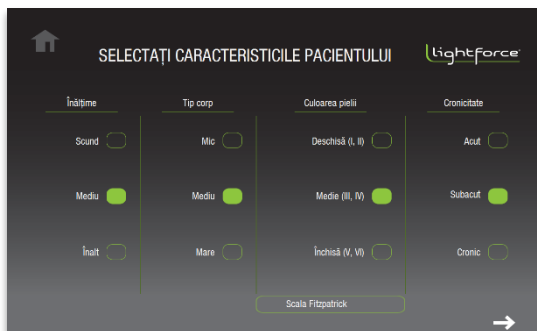 SELECTAȚI CARACTERISTICILE PACIENTULUI
lightforce
Înălțime Tip corp Culoarea pielii Cronicitate
Scund Mic Deschisă (I, II) Acut
Mediu Mediu Medie (III, IV) Subacut
Înalt Mare Închisă (V, VI) Cronic
Scala Fitzpatrick